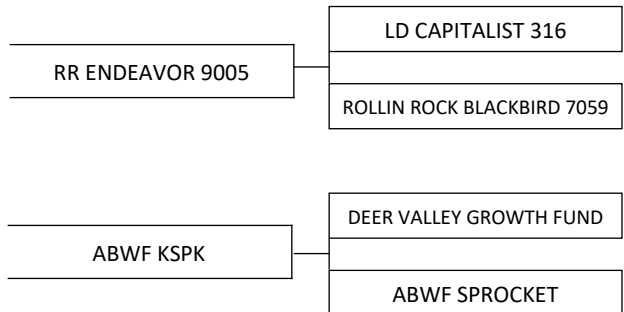 LD CAPITALIST 316
RR ENDEAVOR 9005
ROLLIN ROCK BLACKBIRD 7059
DEER VALLEY GROWTH FUND
ABWF KSPK
ABWF SPROCKET